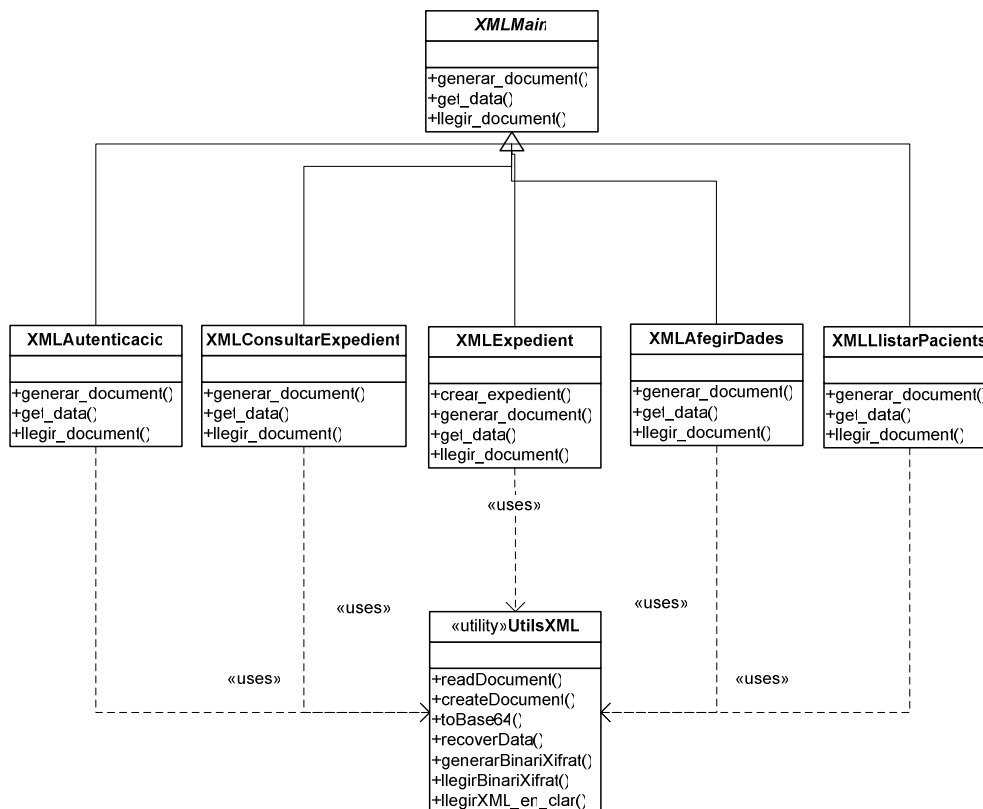 XMLMain
+generar_document()
+get_data()
+llegir_document()
XMLAutenticacio
+generar_document()
+get_data()
+llegir_document()
XMLConsultarExpedient
+generar_document()
+get_data()
+llegir_document()
XMLExpedient
+crear_expedient()
+generar_document()
+get_data()
+llegir_document()
XMLAfegirDades
+generar_document()
+get_data()
+llegir_document()
XMLLlistarPacients
+generar_document()
+get_data()
+llegir_document()
«uses»
«uses»
«uses»
«uses»
«uses»
«utility»UtilsXML
+readDocument()
+createDocument()
+toBase64()
+recoverData()
+generarBinariXifrat()
+llegirBinariXifrat()
+llegirXML_en_clar()